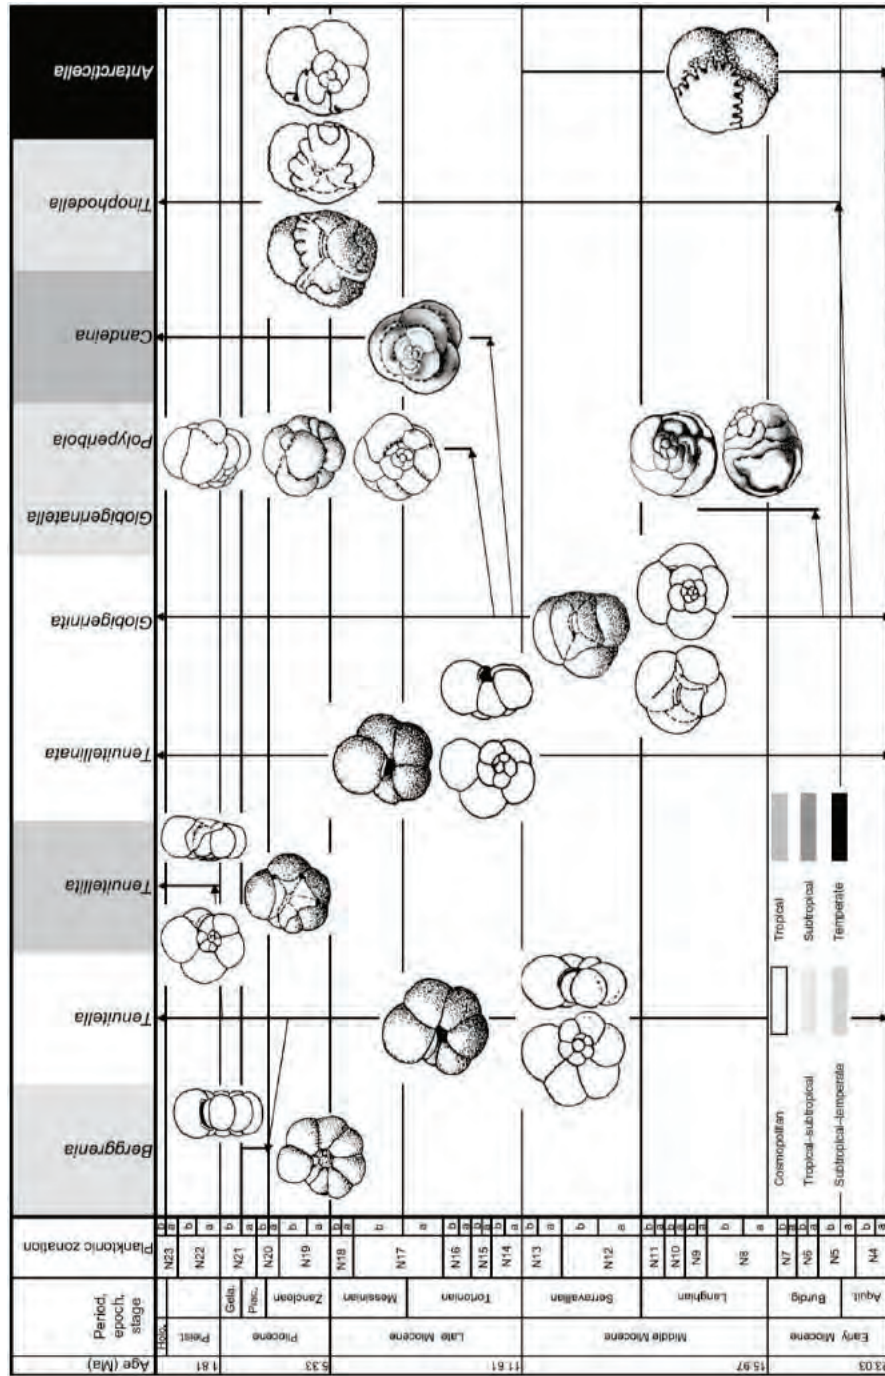 Age (Ma)
Period,
epoch,
stage
Planktonic zonation
Berggrenia
Tenuitella
Tenuitellita
Tenuitellinata
Globigerinita
Globigerinatella
Polyperibola
Candeina
Tinophodella
Antarcticella
1.81
5.33
11.61
15.97
23.03
Holo.
Pleist.
Pliocene
Late Miocene
Middle Miocene
Early Miocene
Gela.
Piac.
Zanclean
Messinian
Tortonian
Serravallian
Langhian
Burdig.
Aquit.
N23
b
a
N22
b
a
N21
b
a
N20
b
a
N19
b
a
N18
b
a
N17
b
a
N16
b
a
N15
b
a
N14
b
a
N13
b
a
N12
b
a
N11
b
a
N10
b
a
N9
b
a
N8
b
a
N7
b
a
N6
b
a
N5
b
a
N4
b
a
Cosmopolitan
Tropical–subtropical
Subtropical–temperate
Tropical
Subtropical
Temperate